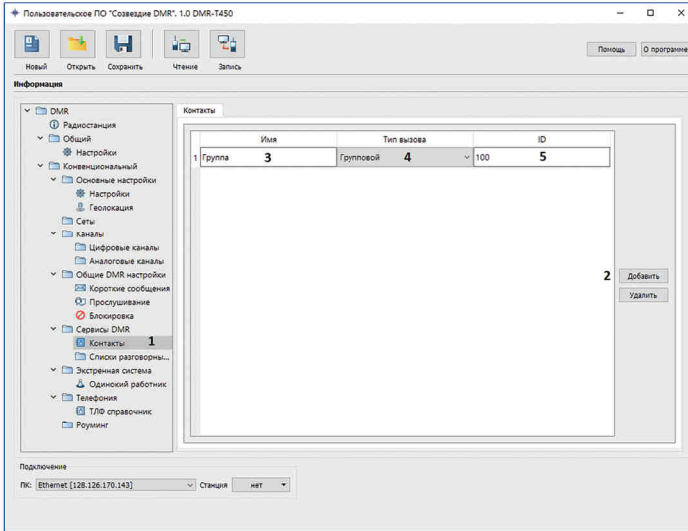 Пользовательское ПО "Созвездие DMR". 1.0 DMR-T450
Новый Открыть Сохранить Чтение Запись Помощь О программе
Информация
DMR
Радиостанция
Общий
Настройки
Конвенциональный
Основные настройки
Настройки
Геолокация
Сеты
Каналы
Цифровые каналы
Аналоговые каналы
Общие DMR настройки
Короткие сообщения
Прослушивание
Блокировка
Сервисы DMR
Контакты 1
Списки разговорны...
Экстренная система
Одинокий работник
Телефония
ТЛФ справочник
Роуминг
Контакты
Имя Тип вызова ID
1 Группа 3 Групповой 4 100 5
2 Добавить
Удалить
Подключение
ПК: Ethernet [128.126.170.143] Станция нет